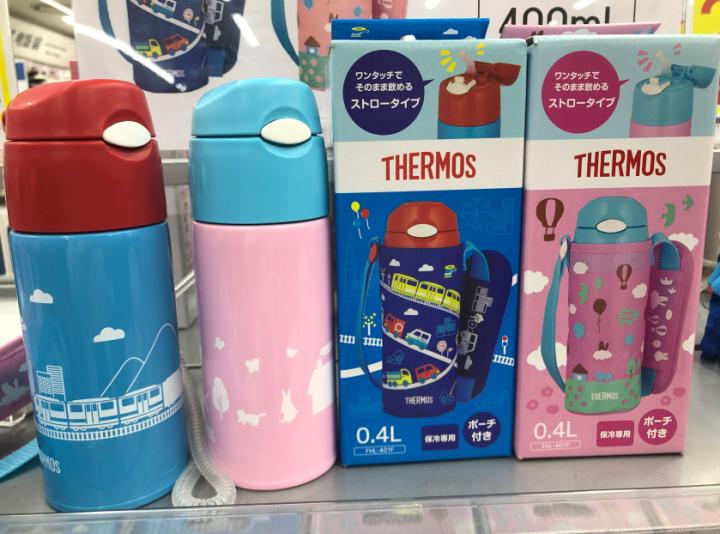 400ml
ワンタッチで
そのまま飲める
ストロータイプ
THERMOS
THERMOS
0.4L
FHL-401F
保冷専用
ポーチ
付き
ワンタッチで
そのまま飲める
ストロータイプ
THERMOS
THERMOS
0.4L
FHL-401F
保冷専用
ポーチ
付き
THERMOS
THERMOS